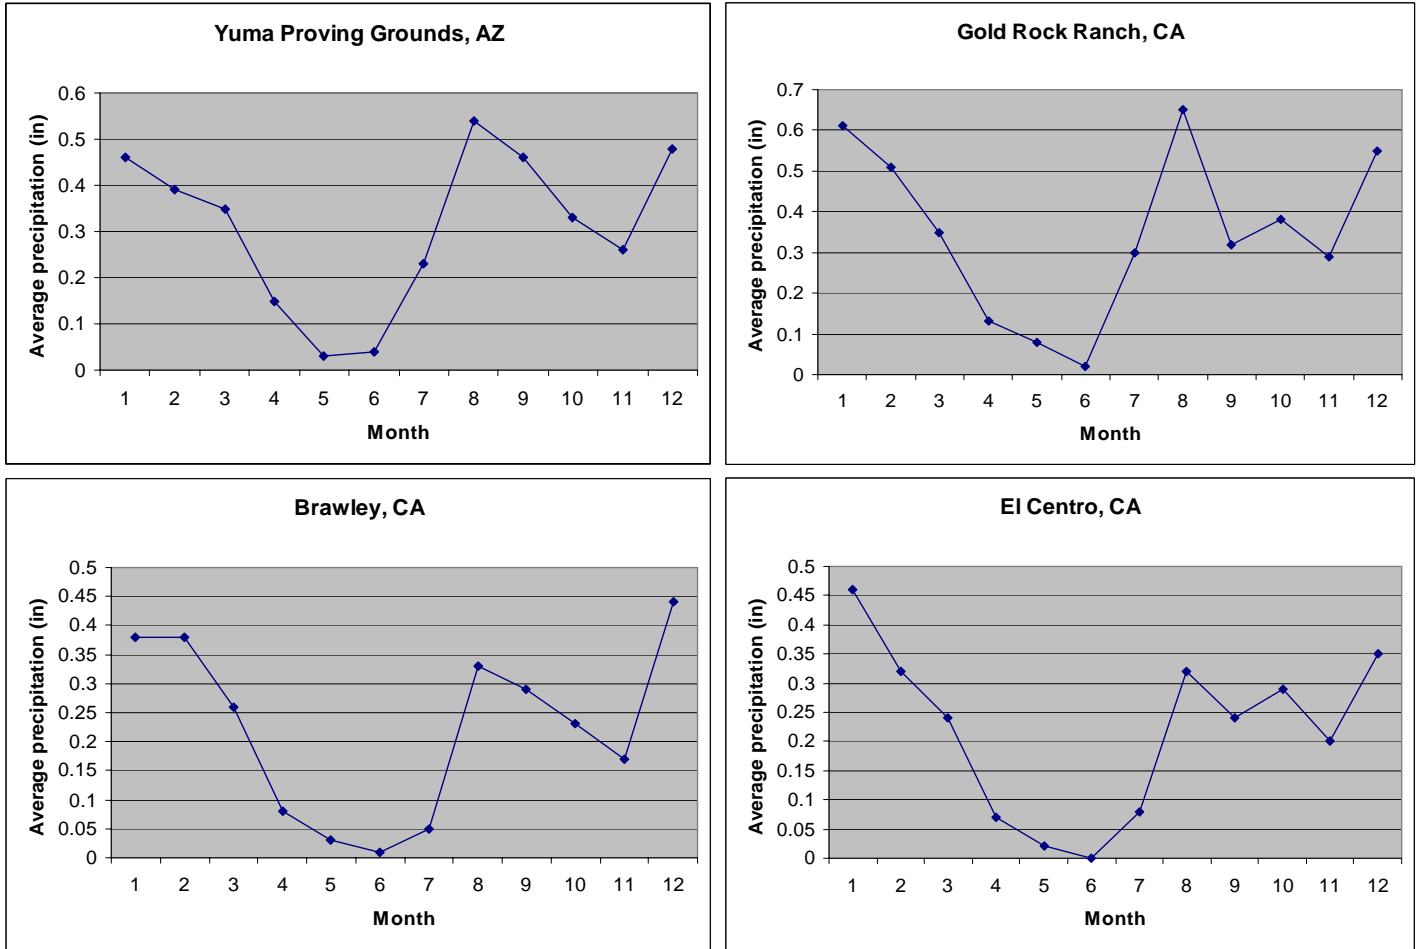 Yuma Proving Grounds, AZ
Average precipitation (in)
0.6
0.5
0.4
0.3
0.2
0.1
0
1 2 3 4 5 6 7 8 9 10 11 12
Month
Gold Rock Ranch, CA
Average precipitation (in)
0.7
0.6
0.5
0.4
0.3
0.2
0.1
0
1 2 3 4 5 6 7 8 9 10 11 12
Month
Brawley, CA
Average precipitation (in)
0.5
0.45
0.4
0.35
0.3
0.25
0.2
0.15
0.1
0.05
0
1 2 3 4 5 6 7 8 9 10 11 12
Month
El Centro, CA
Average precipitation (in)
0.5
0.45
0.4
0.35
0.3
0.25
0.2
0.15
0.1
0.05
0
1 2 3 4 5 6 7 8 9 10 11 12
Month